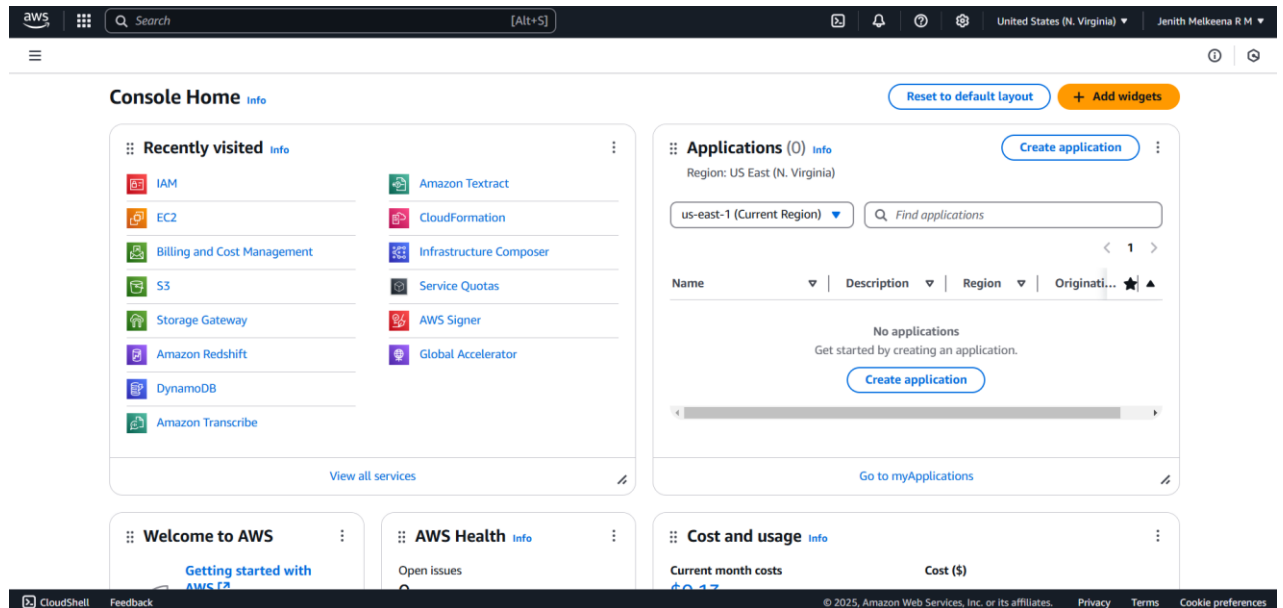 aws
Search [Alt+S]
United States (N. Virginia) ▼
Jenith Melkeena R M ▼
Console Home Info
Reset to default layout
+ Add widgets
Recently visited Info
IAM
EC2
Billing and Cost Management
S3
Storage Gateway
Amazon Redshift
DynamoDB
Amazon Transcribe
Amazon Textract
CloudFormation
Infrastructure Composer
Service Quotas
AWS Signer
Global Accelerator
View all services
Applications (0) Info
Create application
Region: US East (N. Virginia)
us-east-1 (Current Region) ▼
Find applications
1
Name
Description
Region
Originati...
No applications
Get started by creating an application.
Create application
Go to myApplications
Welcome to AWS
Getting started with
AWS
AWS Health Info
Open issues
Cost and usage Info
Current month costs
Cost ($)
CloudShell
Feedback
© 2025, Amazon Web Services, Inc. or its affiliates.
Privacy
Terms
Cookie preferences